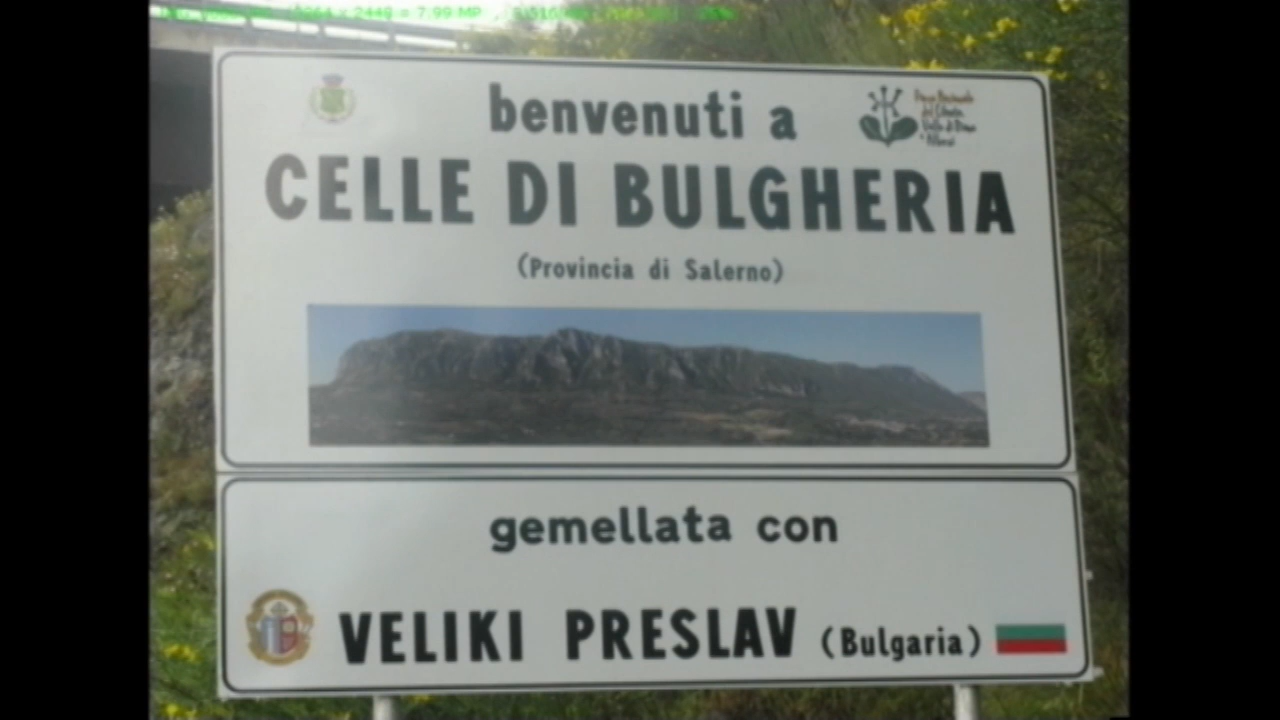 benvenuti a
CELLE DI BULGHERIA
(Provincia di Salerno)
gemellata con
VELIKI PRESLAV (Bulgaria)